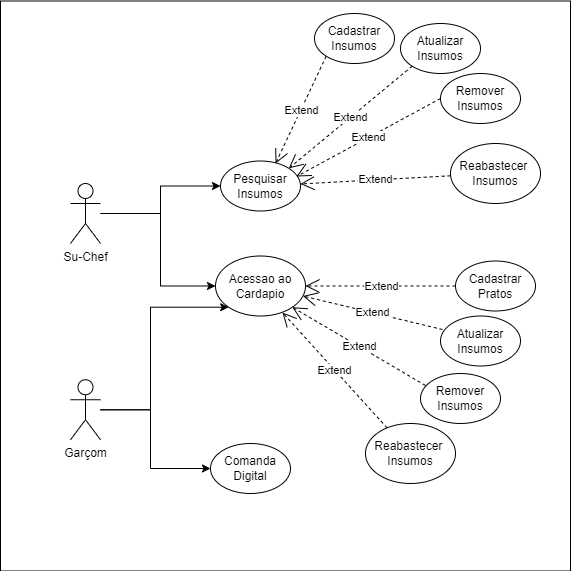 Cadastrar
Insumos
Atualizar
Insumos
Remover
Insumos
Extend
Extend
Extend
Reabastecer
Insumos
Extend
Pesquisar
Insumos
Su-Chef
Acessao ao
Cardapio
Extend
Cadastrar
Pratos
Extend
Atualizar
Insumos
Extend
Remover
Insumos
Extend
Reabastecer
Insumos
Garçom
Comanda
Digital